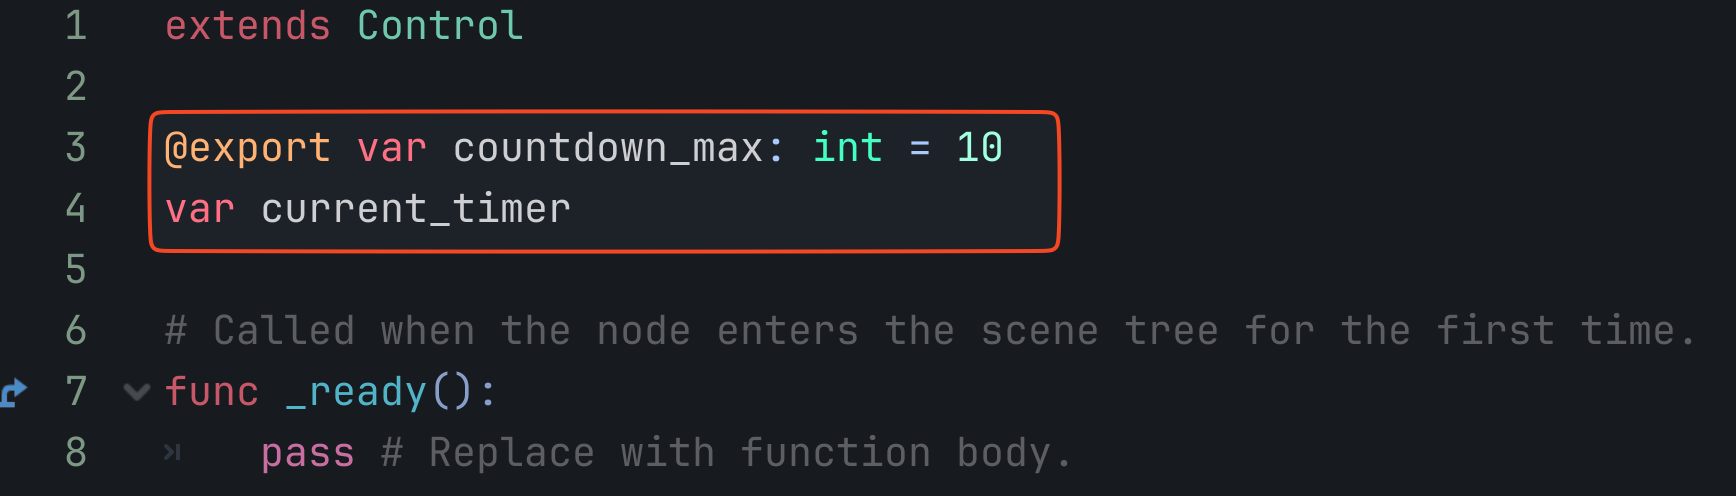 1 extends Control
2
3 @export var countdown_max: int = 10
4 var current_timer
5
6 # Called when the node enters the scene tree for the first time.
7 func _ready():
8 pass # Replace with function body.